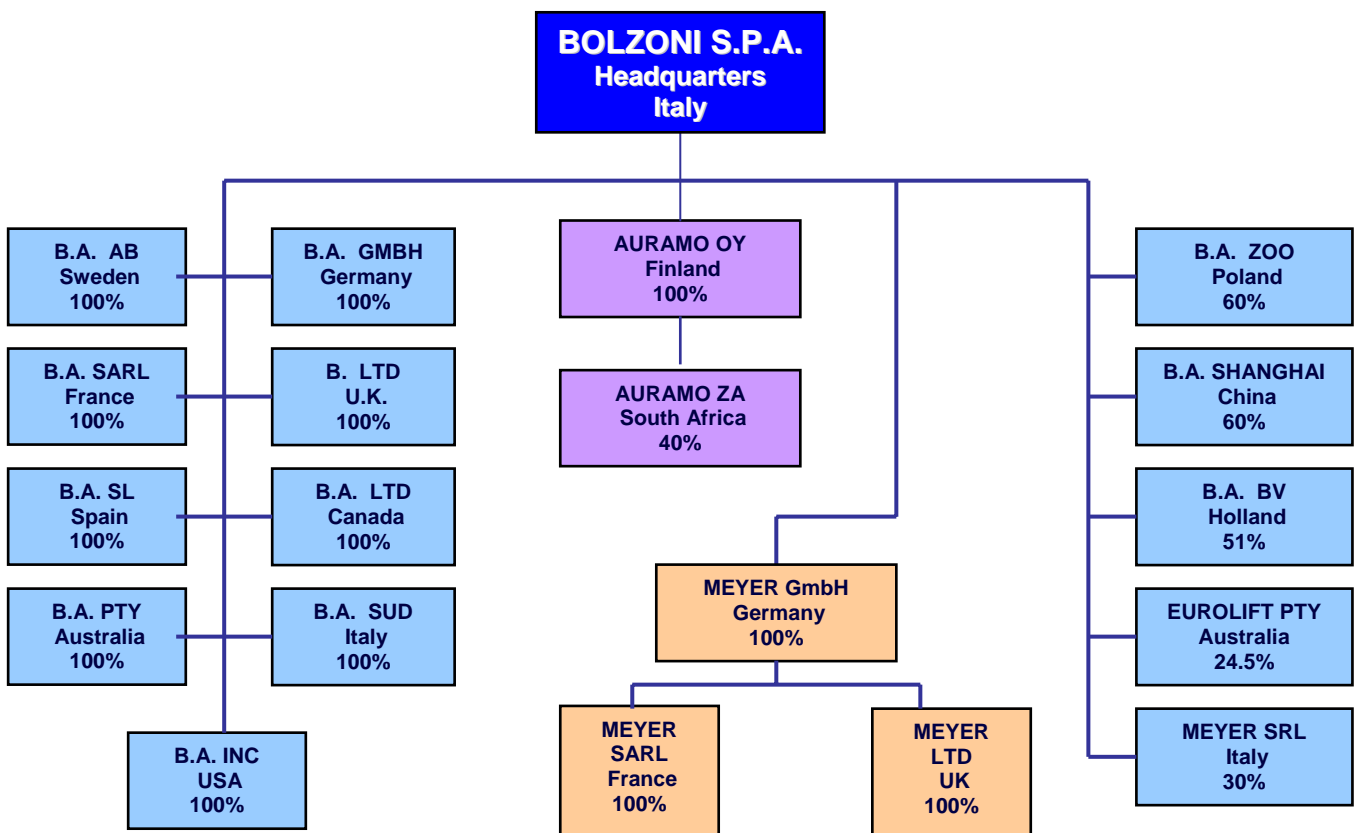 BOLZONI S.P.A.
Headquarters
Italy
B.A. AB
Sweden
100%
B.A. GMBH
Germany
100%
AURAMO OY
Finland
100%
B.A. ZOO
Poland
60%
B.A. SARL
France
100%
B. LTD
U.K.
100%
AURAMO ZA
South Africa
40%
B.A. SHANGHAI
China
60%
B.A. SL
Spain
100%
B.A. LTD
Canada
100%
B.A. BV
Holland
51%
B.A. PTY
Australia
100%
B.A. SUD
Italy
100%
MEYER GmbH
Germany
100%
EUROLIFT PTY
Australia
24.5%
B.A. INC
USA
100%
MEYER
SARL
France
100%
MEYER
LTD
UK
100%
MEYER SRL
Italy
30%